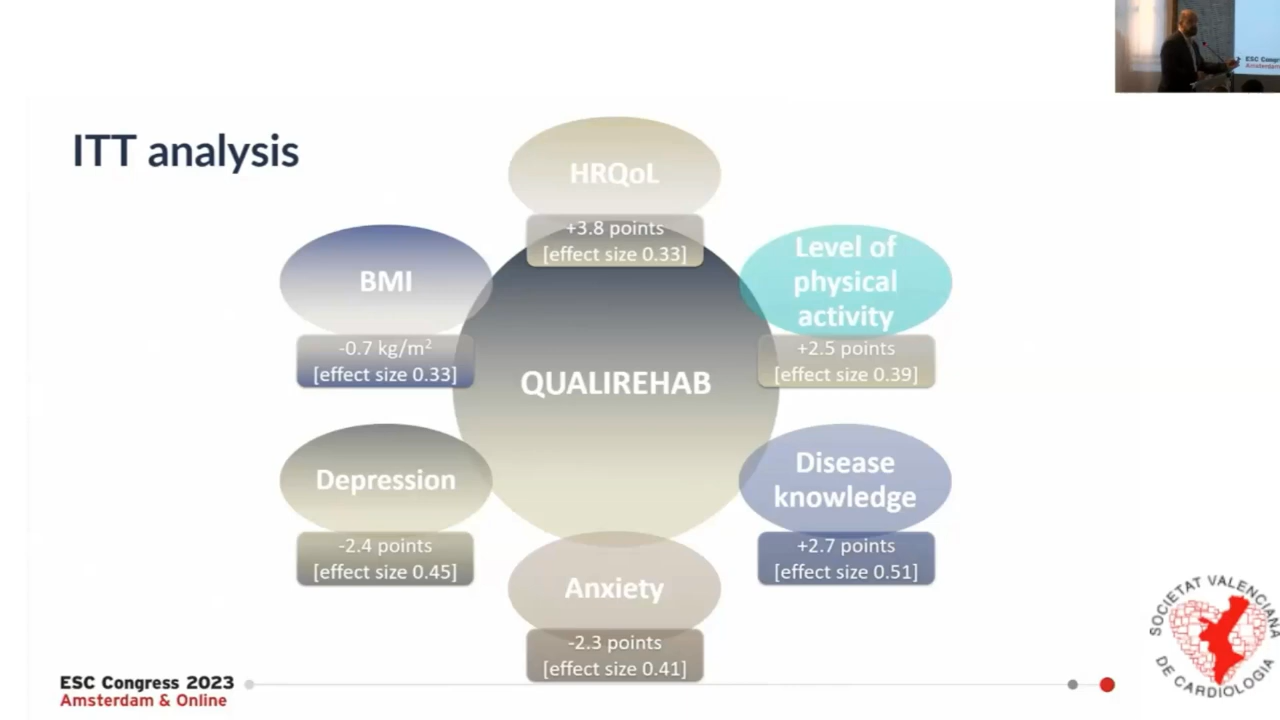 ITT analysis
HRQoL
+3.8 points
[effect size 0.33]
BMI
-0.7 kg/m²
[effect size 0.33]
Level of
physical
activity
+2.5 points
[effect size 0.39]
QUALIREHAB
Depression
-2.4 points
[effect size 0.45]
Disease
knowledge
+2.7 points
[effect size 0.51]
Anxiety
-2.3 points
[effect size 0.41]
ESC Congress 2023
Amsterdam & Online
SOCIETAT VALENCIANA
DE CARDIOLOGIA
ESC Congr
Amsterdam